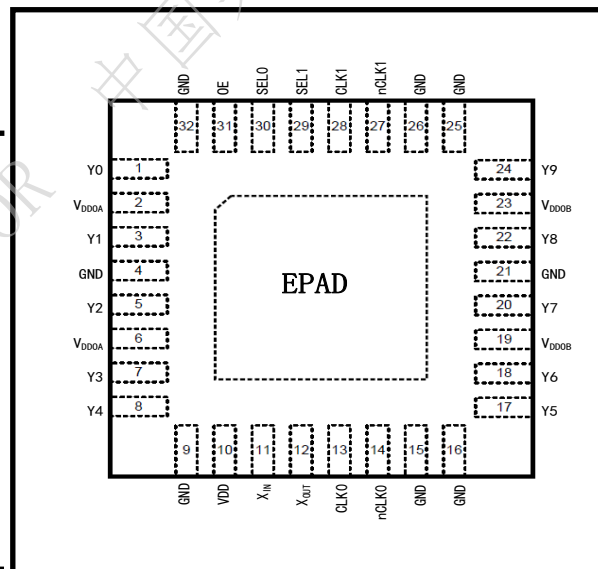 中国
OR
GND OE SEL0 SEL1 CLK1 nCLK1 GND GND
32 31 30 29 28 27 26 25
Y0 1 24 Y9
VDDOA 2 23 VDDOB
Y1 3 22 Y8
GND 4 21 GND
EPAD
Y2 5 20 Y7
VDDOA 6 19 VDDOB
Y3 7 18 Y6
Y4 8 17 Y5
9 10 11 12 13 14 15 16
GND VDD XIN XOUT CLK0 nCLK0 GND GND